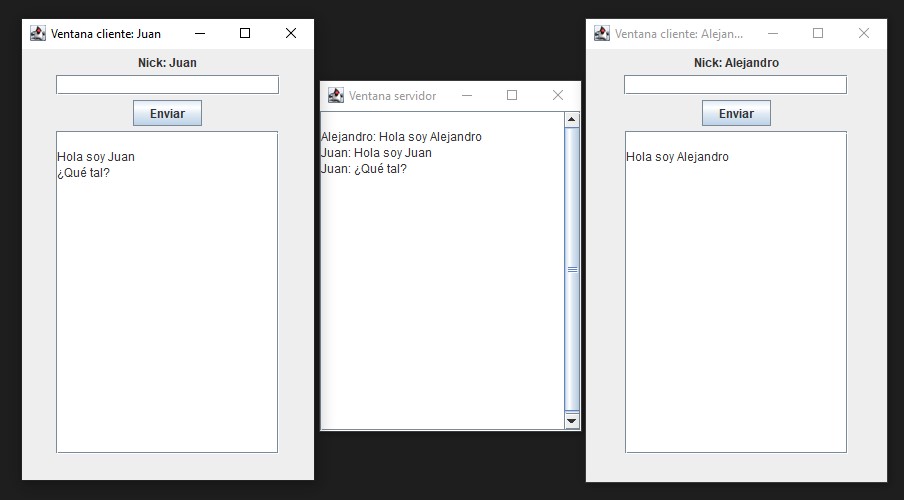 Ventana cliente: Juan
Nick: Juan
Enviar
Hola soy Juan
¿Qué tal?
Ventana servidor
Alejandro: Hola soy Alejandro
Juan: Hola soy Juan
Juan: ¿Qué tal?
Ventana cliente: Alejan...
Nick: Alejandro
Enviar
Hola soy Alejandro